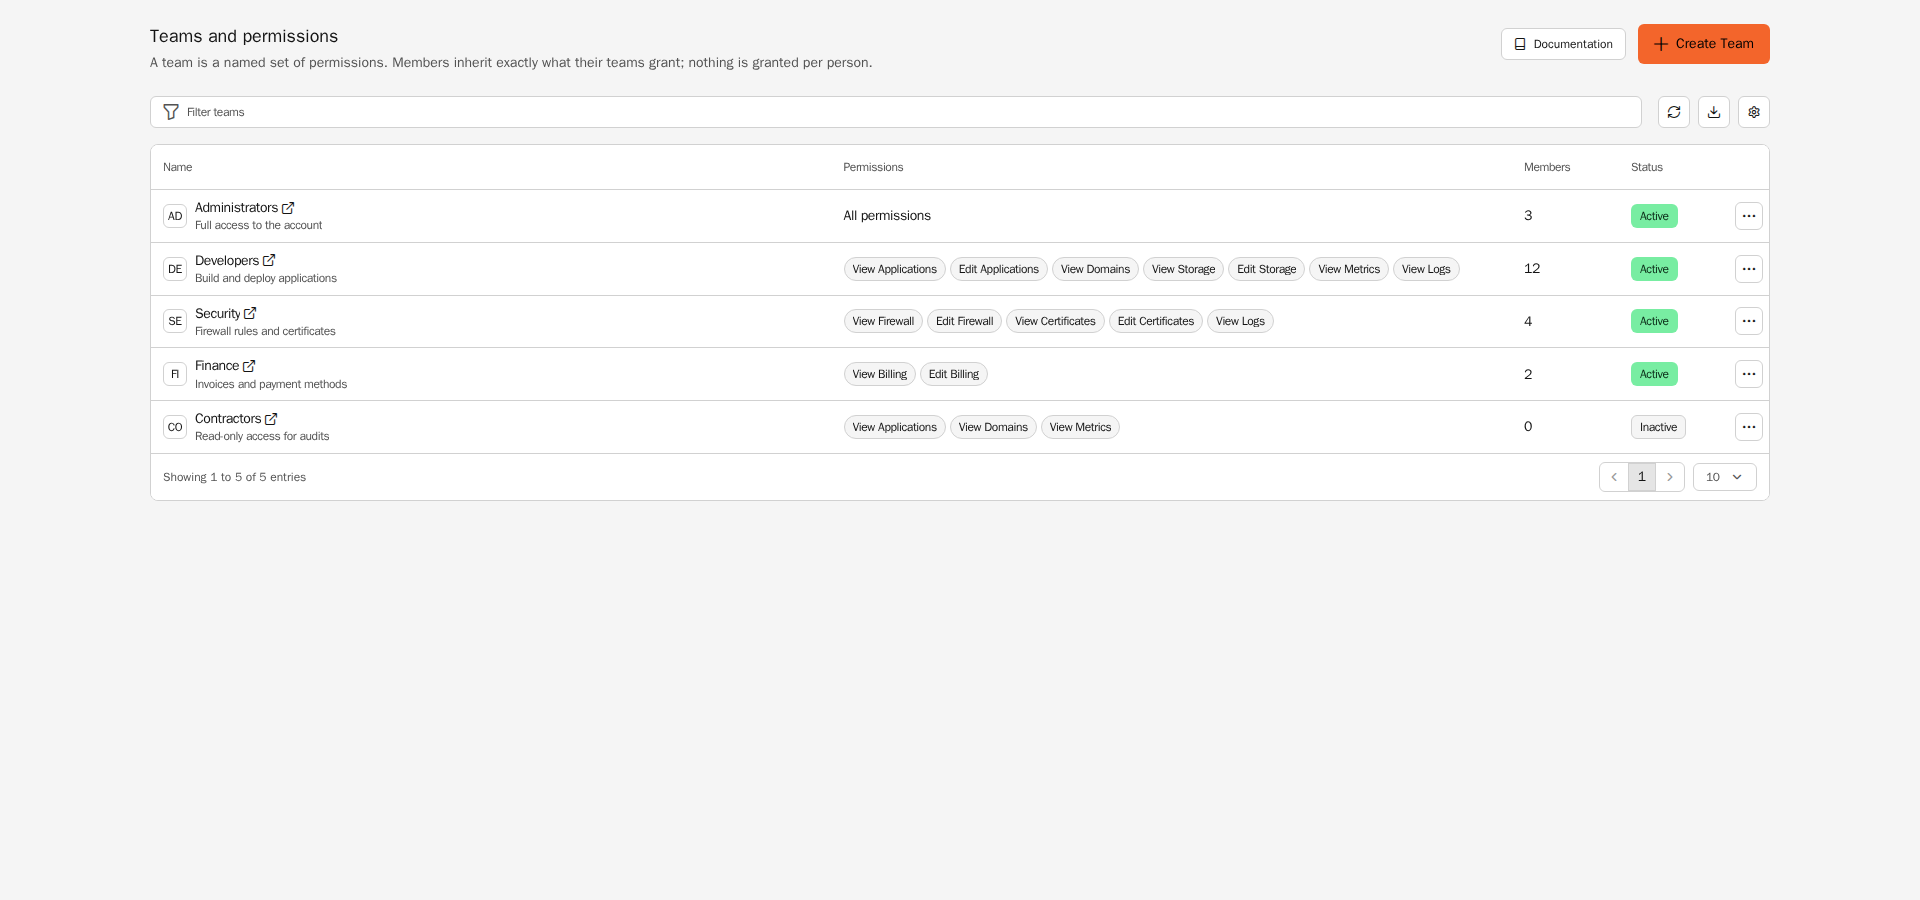 Teams and permissions
A team is a named set of permissions. Members inherit exactly what their teams grant; nothing is granted per person.
Documentation
Create Team
Filter teams
Name Permissions Members Status
AD Administrators All permissions 3 Active
Full access to the account
DE Developers View Applications Edit Applications View Domains View Storage Edit Storage View Metrics View Logs 12 Active
Build and deploy applications
SE Security View Firewall Edit Firewall View Certificates Edit Certificates View Logs 4 Active
Firewall rules and certificates
FI Finance View Billing Edit Billing 2 Active
Invoices and payment methods
CO Contractors View Applications View Domains View Metrics 0 Inactive
Read-only access for audits
Showing 1 to 5 of 5 entries 1 10